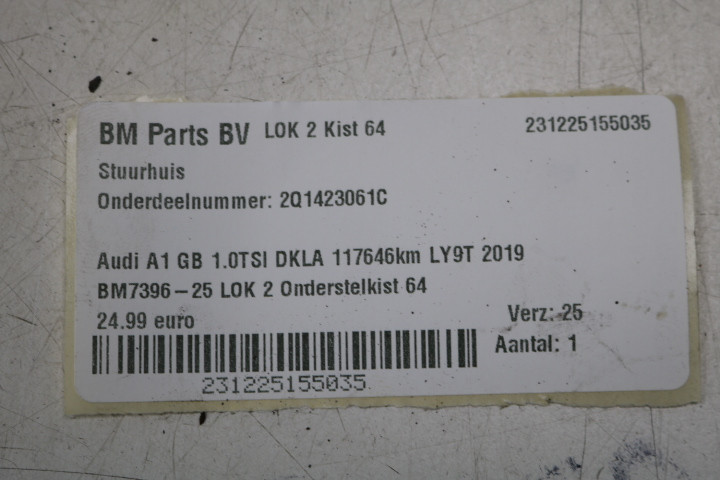 BM Parts BV LOK 2 Kist 64 231225155035
Stuurhuis
Onderdeelnummer: 2Q1423061C
Audi A1 GB 1.0TSI DKLA 117646km LY9T 2019
BM7396-25 LOK 2 Onderstelkist 64
24.99 euro Verz: 25
Aantal: 1
231225155035